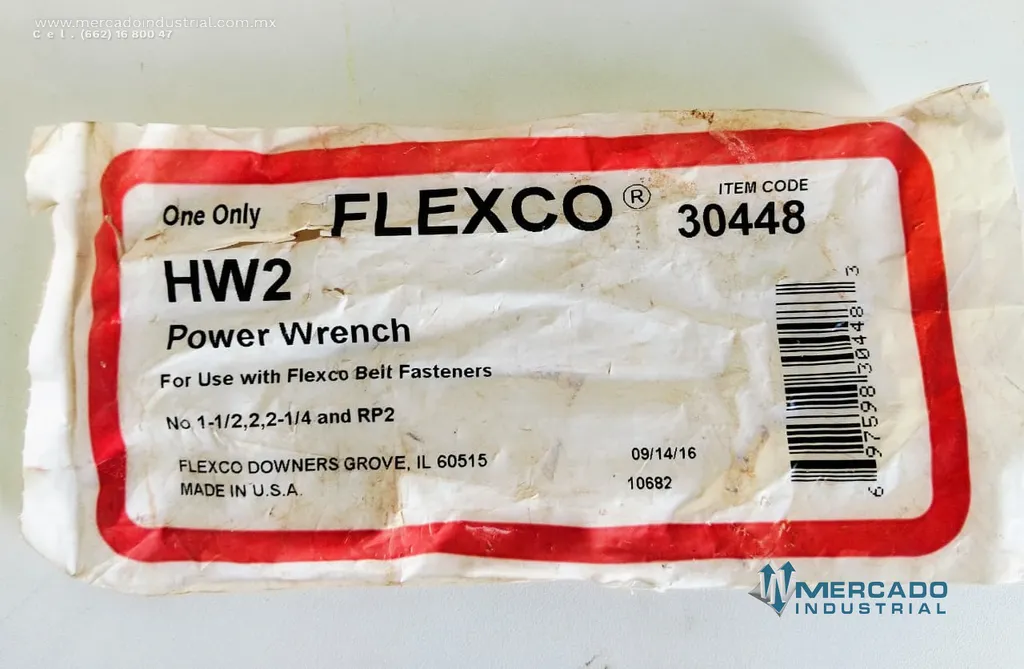 www.mercadoindustrial.com.mx
Cel. (662) 16 800 47
One Only
FLEXCO®
ITEM CODE
30448
HW2
Power Wrench
For Use with Flexco Belt Fasteners
No 1-1/2,2,2-1/4 and RP2
FLEXCO DOWNERS GROVE, IL 60515
MADE IN U.S.A.
09/14/16
10682
6 97598 30448 3
MERCADO
INDUSTRIAL